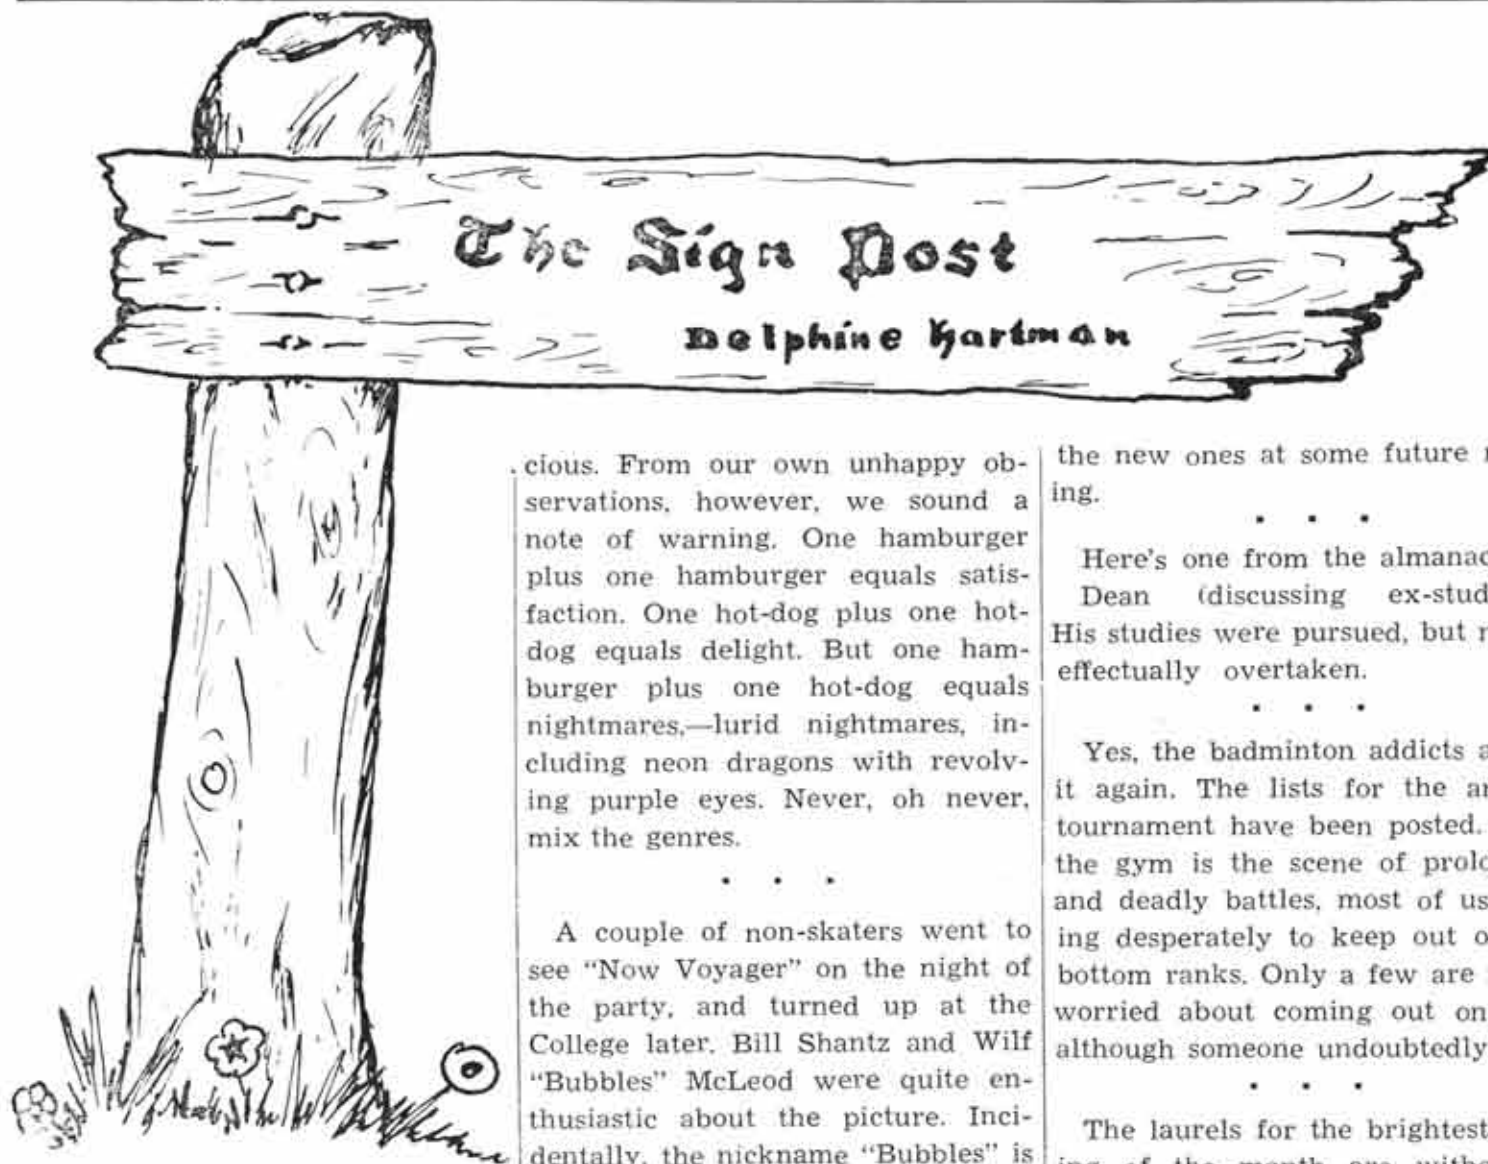 The Sign Post
Delphine Hartman
cious. From our own unhappy ob-
servations, however, we sound a
note of warning. One hamburger
plus one hamburger equals satis-
faction. One hot-dog plus one hot-
dog equals delight. But one ham-
burger plus one hot-dog equals
nightmares,—lurid nightmares, in-
cluding neon dragons with revolv-
ing purple eyes. Never, oh never,
mix the genres.
. . .
A couple of non-skaters went to
see "Now Voyager" on the night of
the party, and turned up at the
College later. Bill Shantz and Wilf
"Bubbles" McLeod were quite en-
thusiastic about the picture. Inci-
dentally, the nickname "Bubbles" is
the new ones at some future
ing.
. . .
Here's one from the almanac
Dean (discussing ex-stud
His studies were pursued, but
effectually overtaken.
. . .
Yes, the badminton addicts a
it again. The lists for the an
tournament have been posted.
the gym is the scene of prolo
and deadly battles, most of us
ing desperately to keep out o
bottom ranks. Only a few are
worried about coming out on
although someone undoubtedly
. . .
The laurels for the brightest
ing of the month are